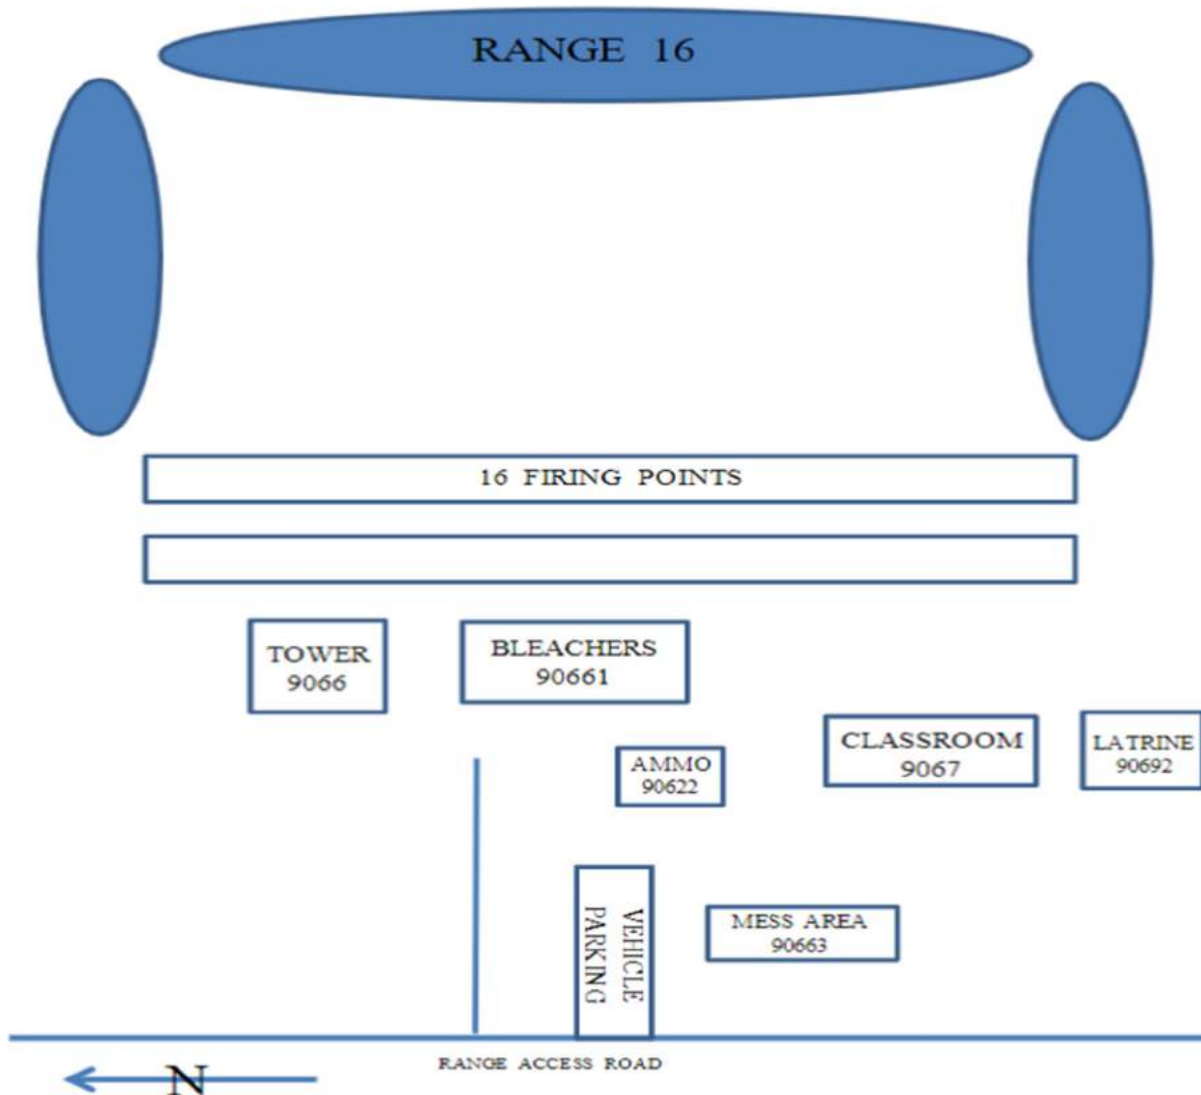 RANGE 16
16 FIRING POINTS
TOWER
9066
BLEACHERS
90661
AMMO
90622
CLASSROOM
9067
LATRINE
90692
VEHICLE
PARKING
MESS AREA
90663
RANGE ACCESS ROAD
N